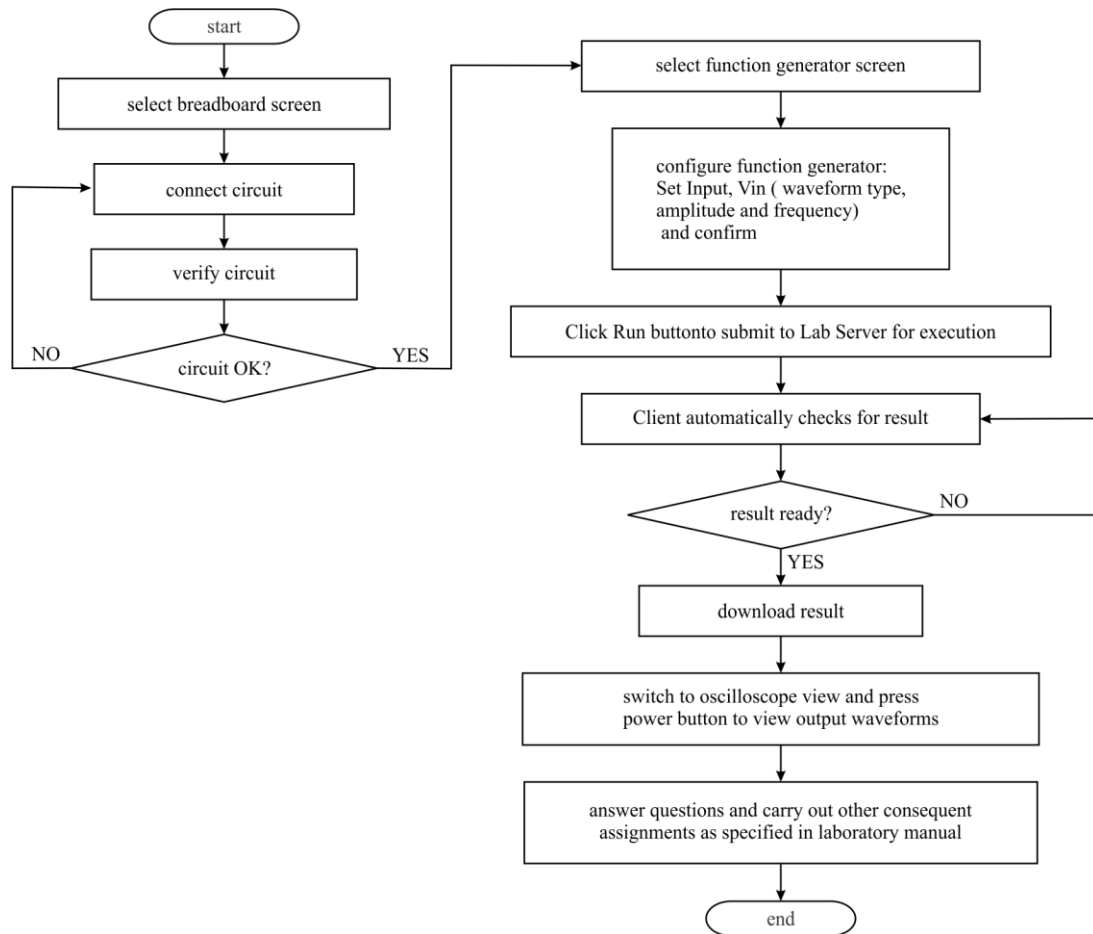 start
select breadboard screen
connect circuit
verify circuit
NO
YES
circuit OK?
select function generator screen
configure function generator:
Set Input, Vin ( waveform type,
amplitude and frequency)
and confirm
Click Run buttonto submit to Lab Server for execution
Client automatically checks for result
result ready?
NO
YES
download result
switch to oscilloscope view and press
power button to view output waveforms
answer questions and carry out other consequent
assignments as specified in laboratory manual
end